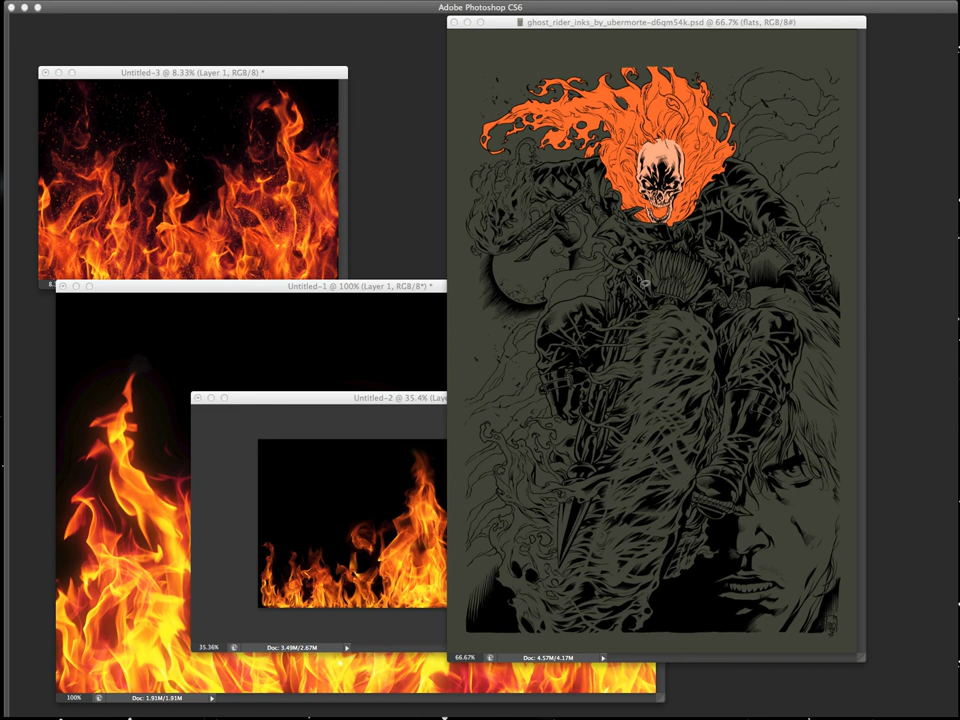 Adobe Photoshop CS6
ghost_rider_inks_by_ubermorte-d6qm54k.psd @ 66.7% (flats, RGB/8#)
Untitled-3 @ 8.33% (Layer 1, RGB/8) *
8.
Untitled-1 @ 100% (Layer 1, RGB/8*) *
Untitled-2 @ 35.4% (Laye
35.36% Doc: 3.49M/2.67M
66.67% Doc: 4.57M/4.17M
100% Doc: 1.91M/1.91M